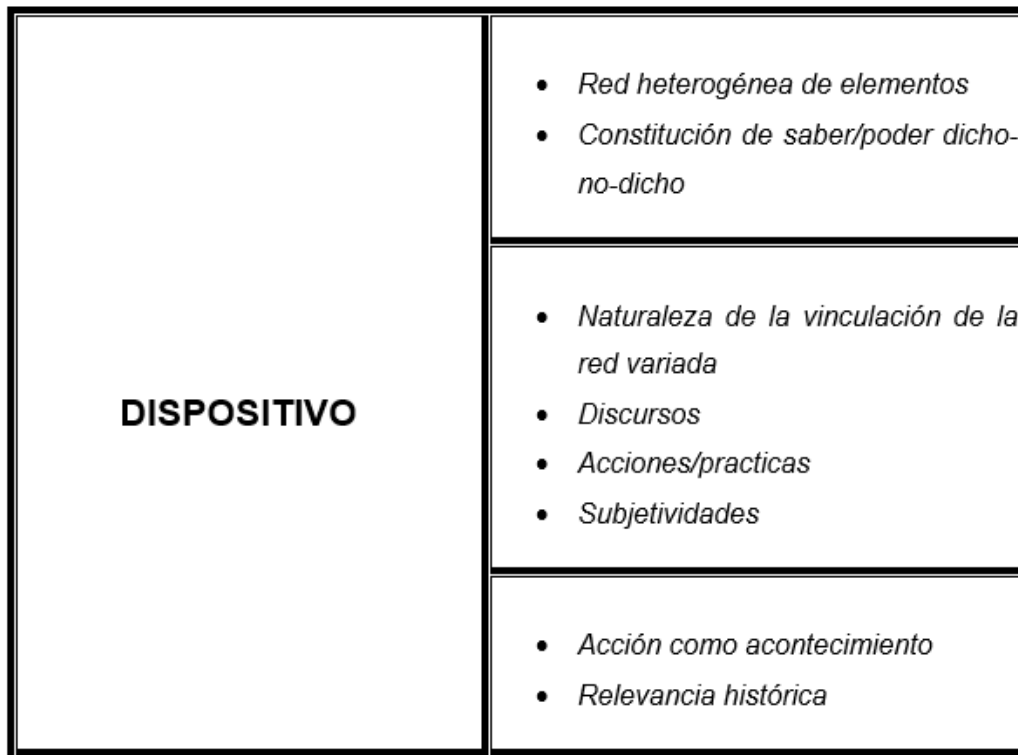 • Red heterogénea de elementos
• Constitución de saber/poder dicho-
no-dicho
• Naturaleza de la vinculación de la
red variada
DISPOSITIVO
• Discursos
• Acciones/practicas
• Subjetividades
• Acción como acontecimiento
• Relevancia histórica